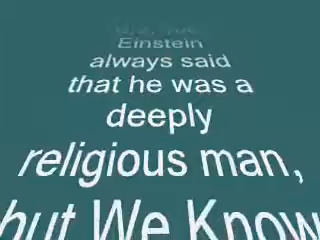 Einstein
always said
that he was a
deeply
religious man,
but We Know